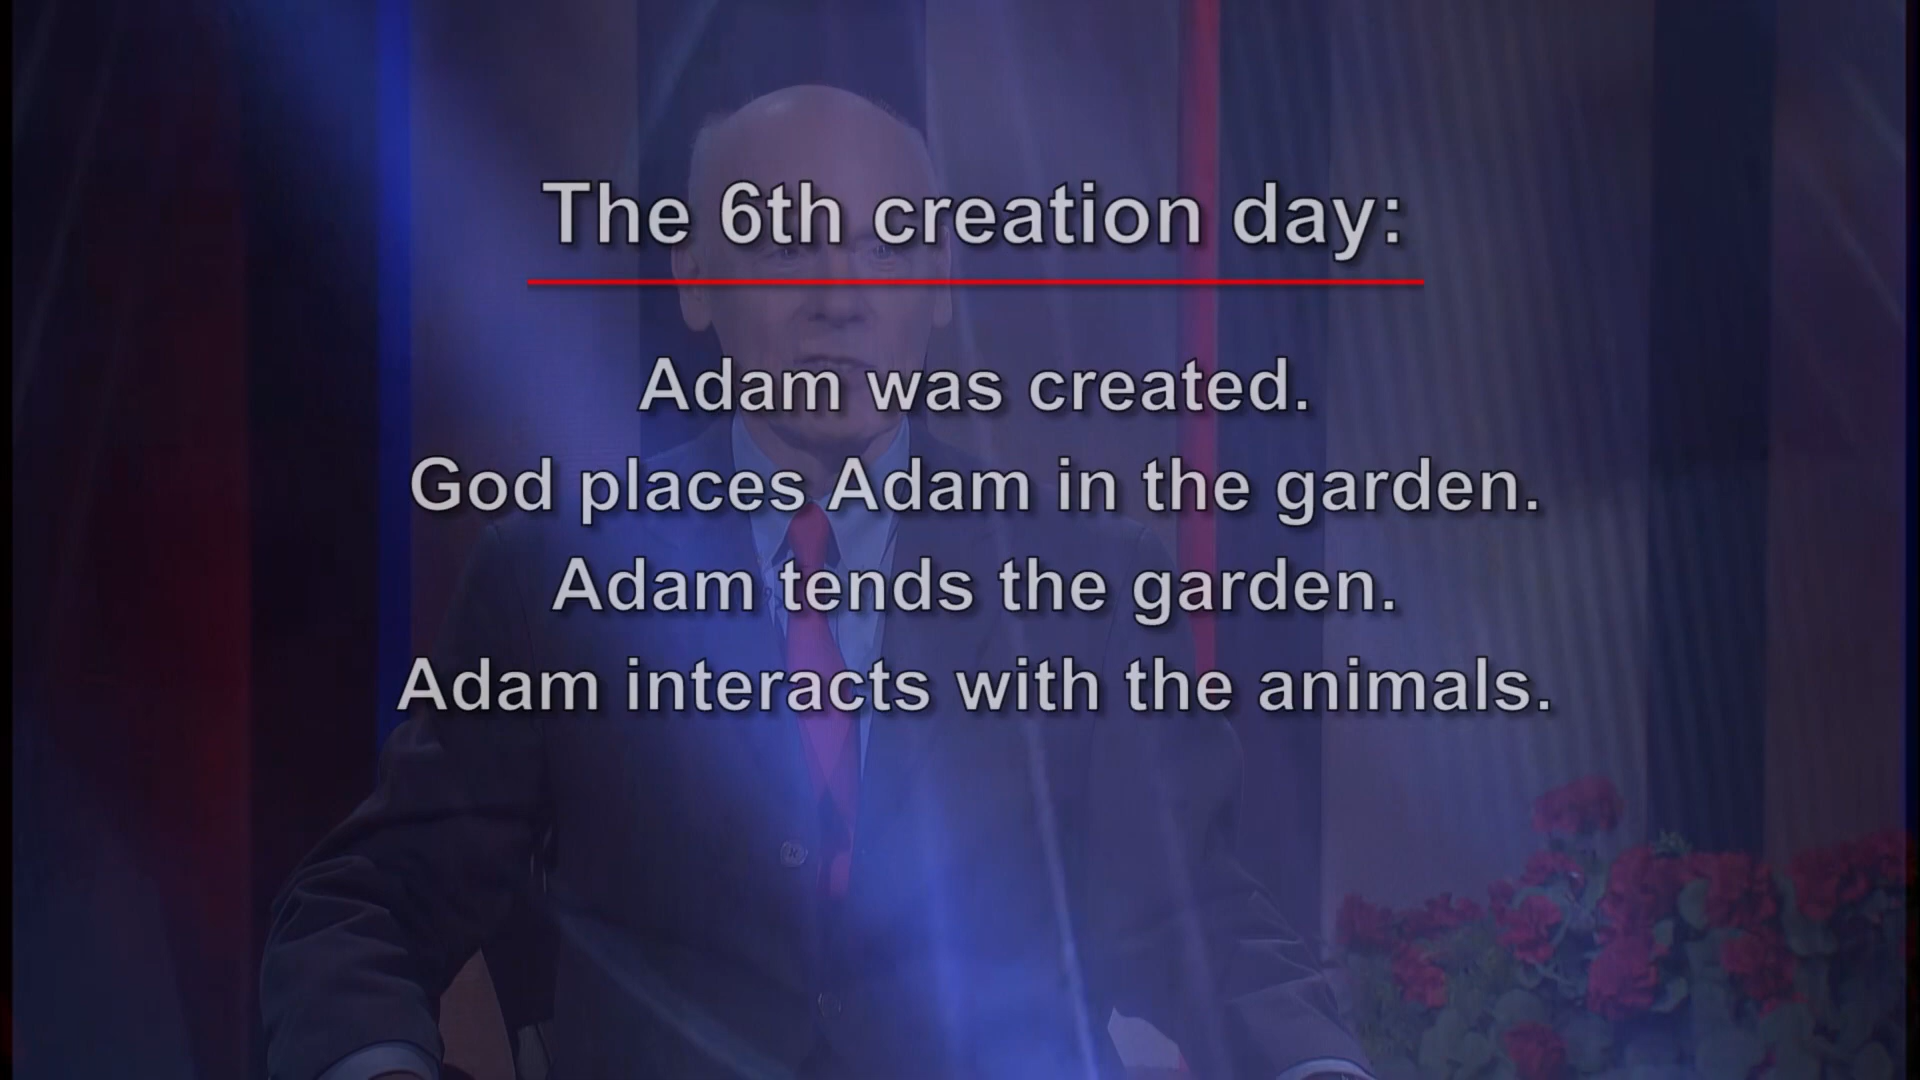 The 6th creation day:
Adam was created.
God places Adam in the garden.
Adam tends the garden.
Adam interacts with the animals.